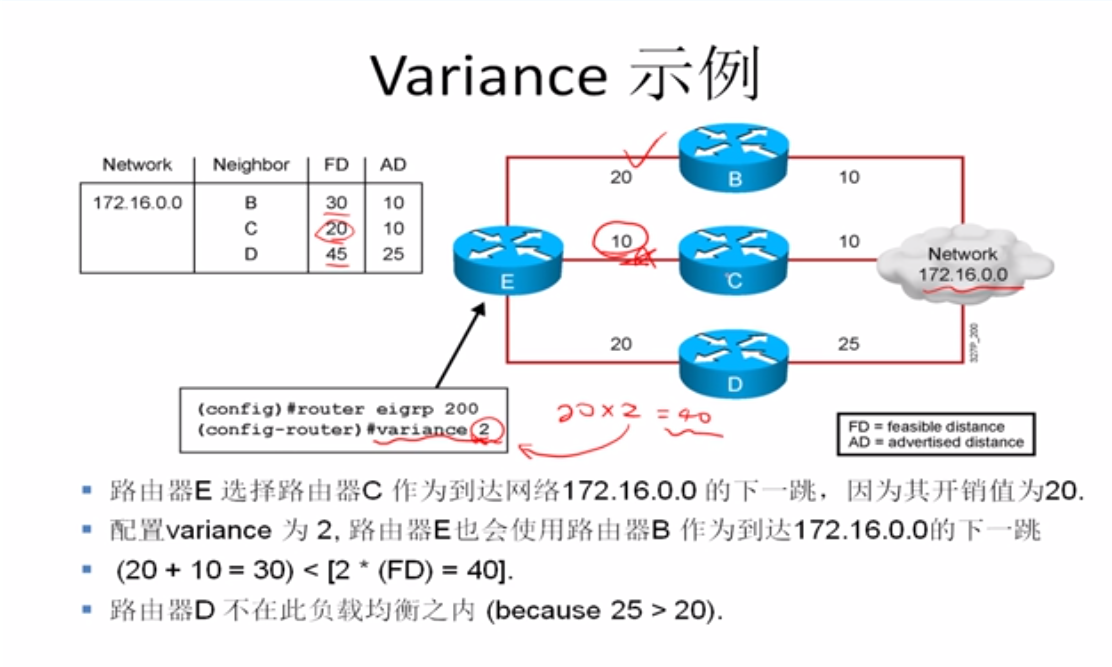 Variance 示例
Network Neighbor FD AD
172.16.0.0 B 30 10
C 20 10
D 45 25
20 B 10
10 C 10
E
Network
172.16.0.0
20 D 25
327P_200
(config)#router eigrp 200
(config-router)#variance 2
20×2 = 40
FD = feasible distance
AD = advertised distance
路由器E 选择路由器C 作为到达网络172.16.0.0 的下一跳，因为其开销值为20.
配置variance 为 2, 路由器E也会使用路由器B 作为到达172.16.0.0的下一跳
(20 + 10 = 30) < [2 * (FD) = 40].
路由器D 不在此负载均衡之内 (because 25 > 20).